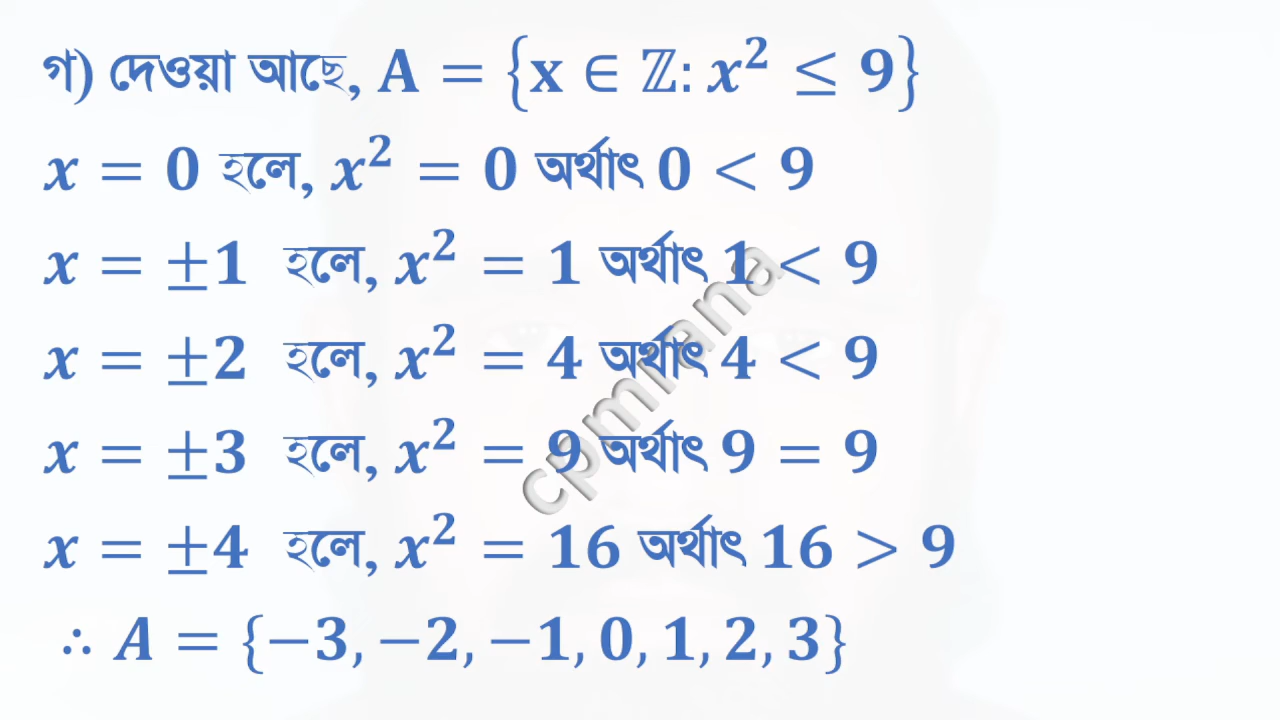 গ) দেওয়া আছে, A = {x ∈ ℤ: x² ≤ 9}
x = 0 হলে, x² = 0 অর্থাৎ 0 < 9
x = ±1 হলে, x² = 1 অর্থাৎ 1 < 9
x = ±2 হলে, x² = 4 অর্থাৎ 4 < 9
x = ±3 হলে, x² = 9 অর্থাৎ 9 = 9
x = ±4 হলে, x² = 16 অর্থাৎ 16 > 9
∴ A = {−3, −2, −1, 0, 1, 2, 3}
cpmrana